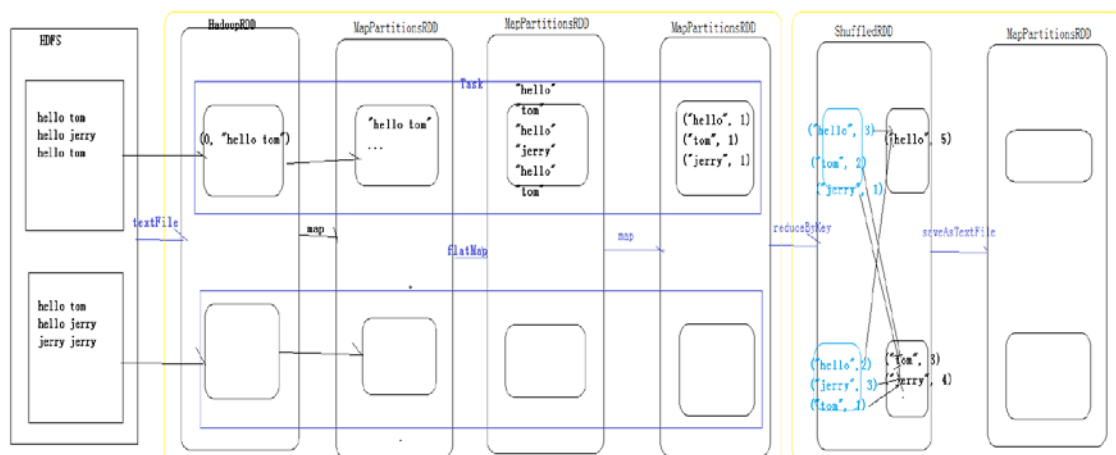 HDFS
hello tom
hello jerry
hello tom
hello tom
hello jerry
jerry jerry
textFile
HadoopRDD
(0, "hello tom")
map
MapPartitionsRDD
"hello tom"
...
flatMap
MapPartitionsRDD
Task
"hello"
"tom"
"hello"
"jerry"
"hello"
"tom"
map
MapPartitionsRDD
("hello", 1)
("tom", 1)
("jerry", 1)
reduceByKey
ShuffledRDD
("hello", 3)
("tom", 2)
("jerry", 1)
("hello", 5)
("hello", 2)
("jerry", 3)
("tom", 1)
("tom", 3)
("jerry", 4)
saveAsTextFile
MapPartitionsRDD